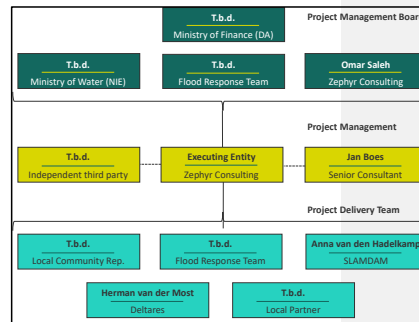 T.b.d.
Ministry of Finance (DA)
Project Management Board
T.b.d.
Ministry of Water (NIE)
T.b.d.
Flood Response Team
Omar Saleh
Zephyr Consulting
Project Management
T.b.d.
Independent third party
Executing Entity
Zephyr Consulting
Jan Boes
Senior Consultant
Project Delivery Team
T.b.d.
Local Community Rep.
T.b.d.
Flood Response Team
Anna van den Hadelkamp
SLAMDAM
Herman van der Most
Deltares
T.b.d.
Local Partner